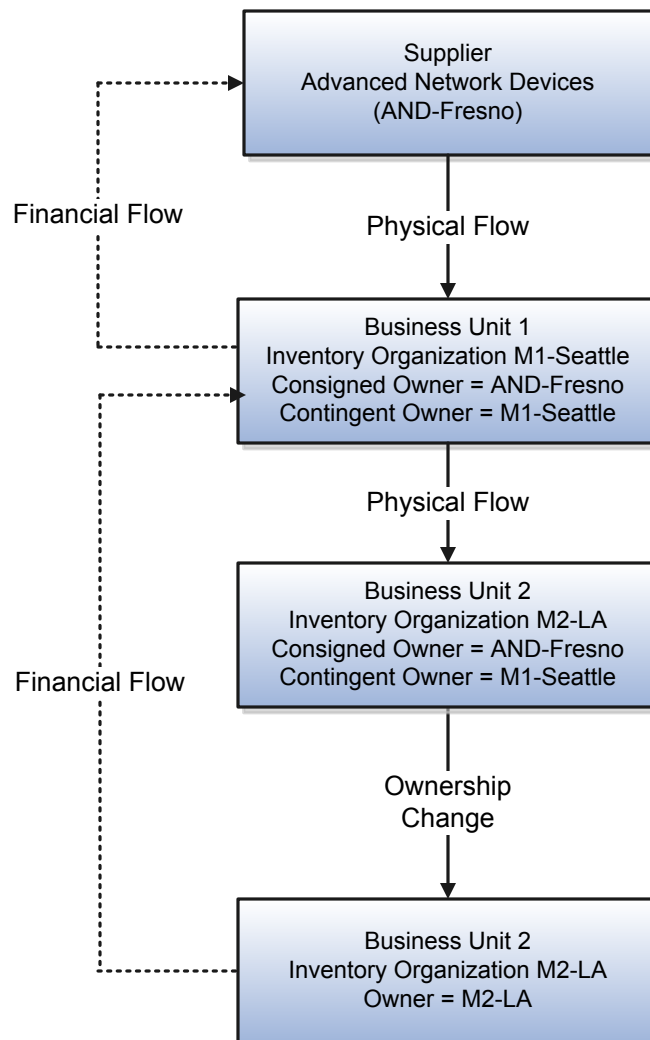 Supplier
Advanced Network Devices
(AND-Fresno)
Financial Flow
Physical Flow
Business Unit 1
Inventory Organization M1-Seattle
Consigned Owner = AND-Fresno
Contingent Owner = M1-Seattle
Physical Flow
Business Unit 2
Inventory Organization M2-LA
Consigned Owner = AND-Fresno
Contingent Owner = M1-Seattle
Financial Flow
Ownership
Change
Business Unit 2
Inventory Organization M2-LA
Owner = M2-LA